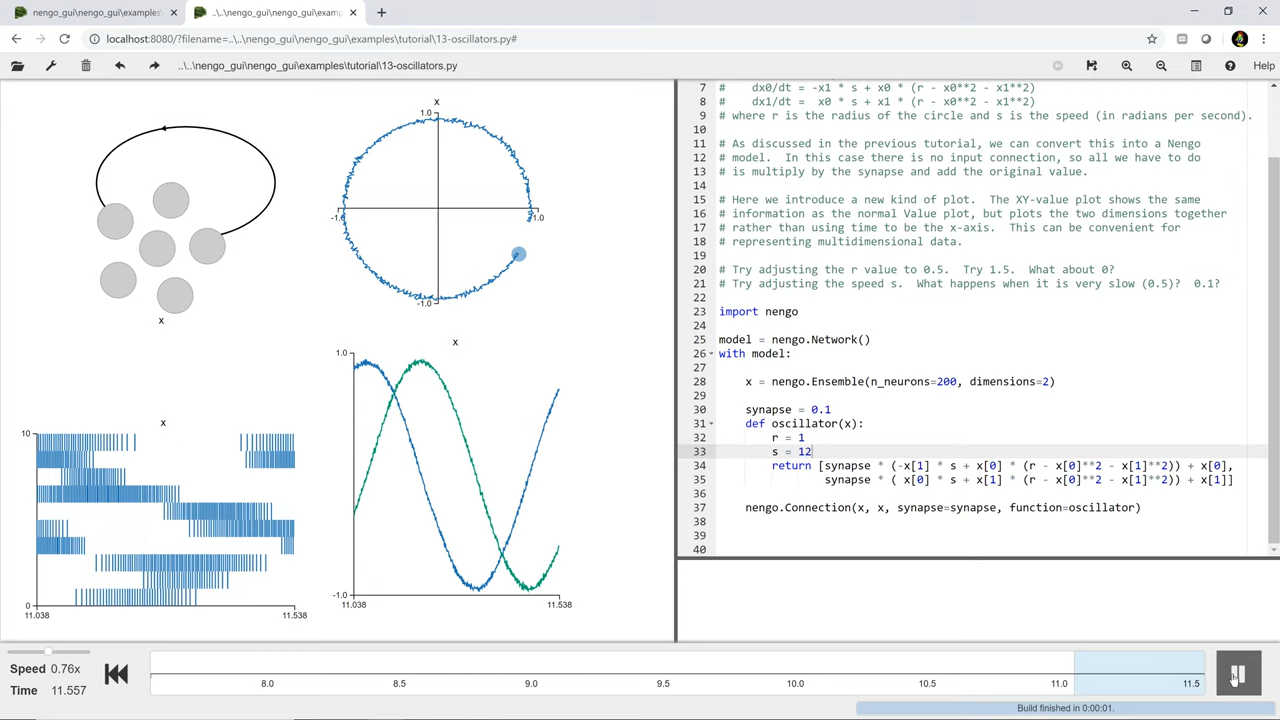 nengo_gui\nengo_gui\examples\
..\..\nengo_gui\nengo_gui\examp
localhost:8080/?filename=..\..\nengo_gui\nengo_gui\examples\tutorial\13-oscillators.py#
..\..\nengo_gui\nengo_gui\examples\tutorial\13-oscillators.py
Help
x
1.0
-1.0
1.0
-1.0
x
x
1.0
-1.0
11.038
11.538
x
10
0
11.038
11.538
7 #    dx0/dt = -x1 * s + x0 * (r - x0**2 - x1**2)
8 #    dx1/dt =  x0 * s + x1 * (r - x0**2 - x1**2)
9 # where r is the radius of the circle and s is the speed (in radians per second).
10
11 # As discussed in the previous tutorial, we can convert this into a Nengo
12 # model.  In this case there is no input connection, so all we have to do
13 # is multiply by the synapse and add the original value.
14
15 # Here we introduce a new kind of plot.  The XY-value plot shows the same
16 # information as the normal Value plot, but plots the two dimensions together
17 # rather than using time to be the x-axis.  This can be convenient for
18 # representing multidimensional data.
19
20 # Try adjusting the r value to 0.5.  Try 1.5.  What about 0?
21 # Try adjusting the speed s.  What happens when it is very slow (0.5)?  0.1?
22
23 import nengo
24
25 model = nengo.Network()
26 with model:
27
28     x = nengo.Ensemble(n_neurons=200, dimensions=2)
29
30     synapse = 0.1
31     def oscillator(x):
32         r = 1
33         s = 12
34         return [synapse * (-x[1] * s + x[0] * (r - x[0]**2 - x[1]**2)) + x[0],
35                 synapse * ( x[0] * s + x[1] * (r - x[0]**2 - x[1]**2)) + x[1]]
36
37     nengo.Connection(x, x, synapse=synapse, function=oscillator)
38
39
40
Speed 0.76x
Time 11.557
8.0 8.5 9.0 9.5 10.0 10.5 11.0 11.5
Build finished in 0:00:01.